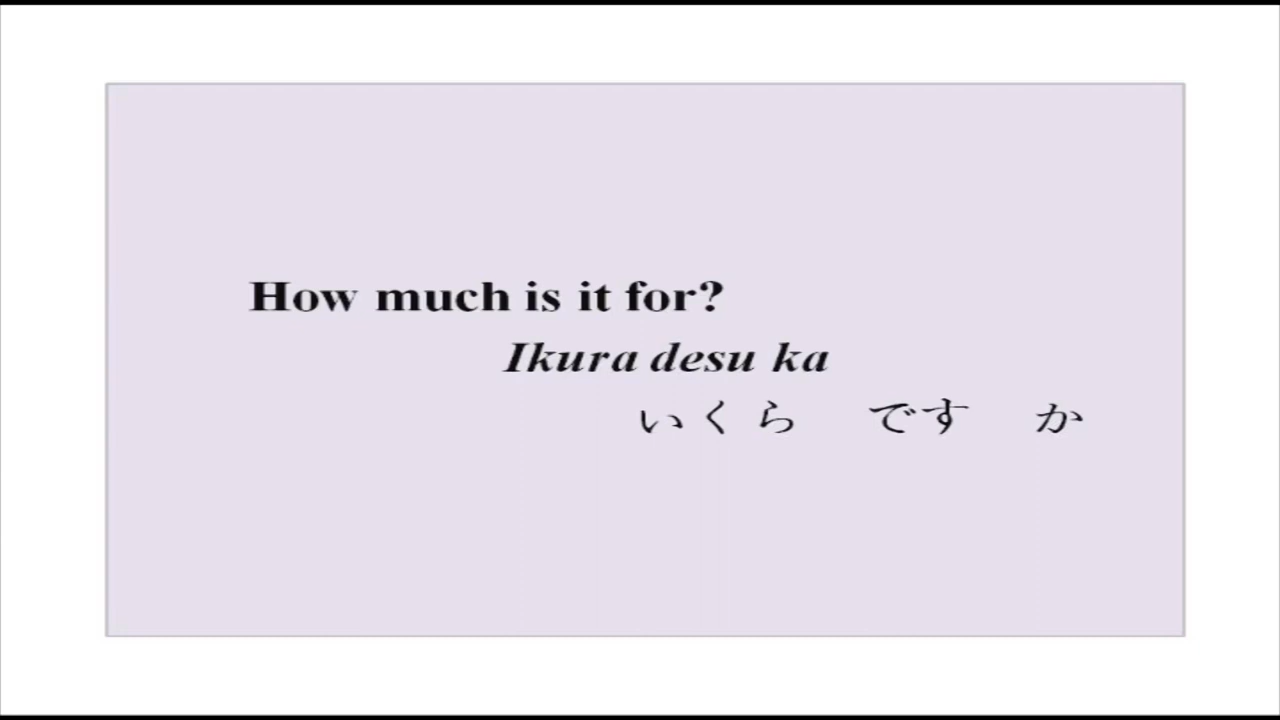 How much is it for?
Ikura desu ka
いくら です か